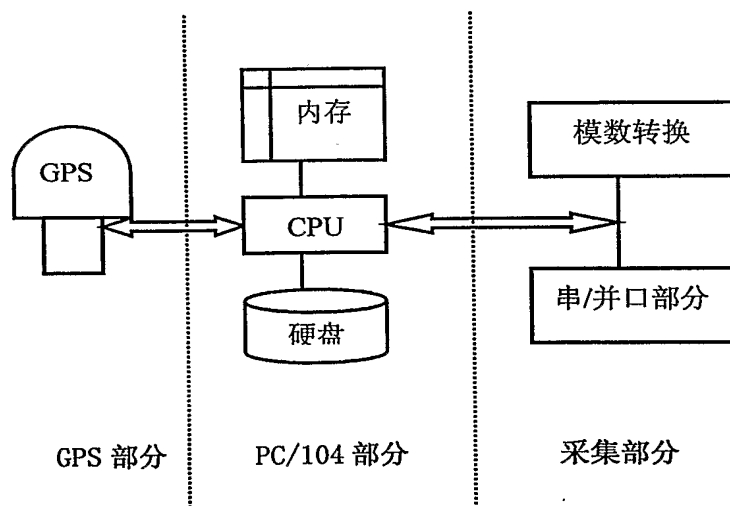 内存
模数转换
GPS
CPU
串/并口部分
硬盘
GPS 部分
PC/104 部分
采集部分